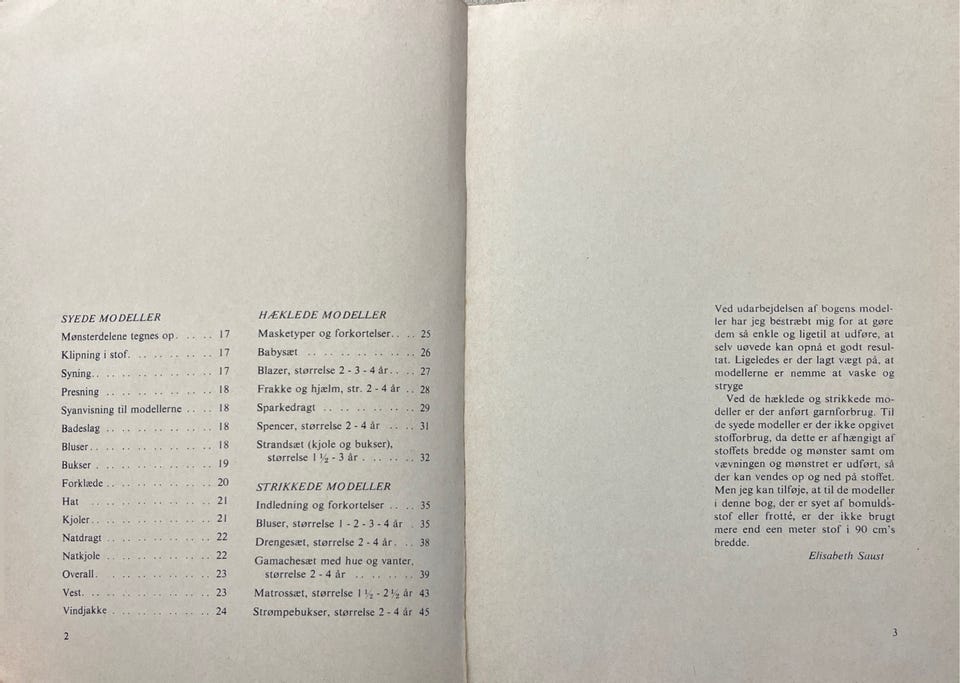 SYEDE MODELLER
Mønsterdelene tegnes op. . . . . 17
Klipning i stof. . . . . . . . . . . 17
Syning. . . . . . . . . . . . . . . . 17
Presning . . . . . . . . . . . . . . 18
Syanvisning til modellerne . . . . 18
Badeslag . . . . . . . . . . . . . . 18
Bluser. . . . . . . . . . . . . . . . 18
Bukser . . . . . . . . . . . . . . . 19
Forklæde . . . . . . . . . . . . . . 20
Hat . . . . . . . . . . . . . . . . . 21
Kjoler. . . . . . . . . . . . . . . . 21
Natdragt . . . . . . . . . . . . . . 22
Natkjole . . . . . . . . . . . . . . 22
Overall. . . . . . . . . . . . . . . 23
Vest. . . . . . . . . . . . . . . . . 23
Vindjakke . . . . . . . . . . . . . 24
2
HÆKLEDE MODELLER
Masketyper og forkortelser. . . . 25
Babysæt . . . . . . . . . . . . . 26
Blazer, størrelse 2 - 3 - 4 år. . . . 27
Frakke og hjælm, str. 2 - 4 år . . 28
Sparkedragt . . . . . . . . . . . 29
Spencer, størrelse 2 - 4 år . . . . 31
Strandsæt (kjole og bukser),
størrelse 1 ½ - 3 år . . . . . . 32
STRIKKEDE MODELLER
Indledning og forkortelser . . . 35
Bluser, størrelse 1 - 2 - 3 - 4 år . 35
Drengesæt, størrelse 2 - 4 år. . . 38
Gamachesæt med hue og vanter,
størrelse 2 - 4 år . . . . . . . 39
Matrossæt, størrelse 1 ½ - 2 ½ år 43
Strømpebukser, størrelse 2 - 4 år 45
Ved udarbejdelsen af bogens model-
ler har jeg bestræbt mig for at gøre
dem så enkle og ligetil at udføre, at
selv uøvede kan opnå et godt resul-
tat. Ligeledes er der lagt vægt på, at
modellerne er nemme at vaske og
stryge
Ved de hæklede og strikkede mo-
deller er der anført garnforbrug. Til
de syede modeller er der ikke opgivet
stofforbrug, da dette er afhængigt af
stoffets bredde og mønster samt om
vævningen og mønstret er udført, så
der kan vendes op og ned på stoffet.
Men jeg kan tilføje, at til de modeller
i denne bog, der er syet af bomulds-
stof eller frotté, er der ikke brugt
mere end een meter stof i 90 cm's
bredde.
Elisabeth Saust
3